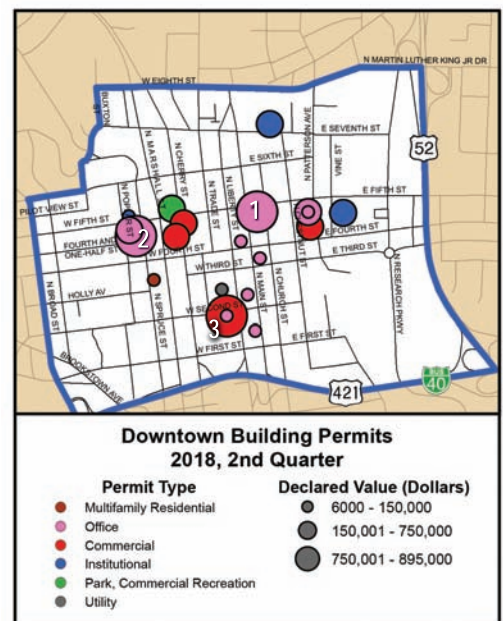 N MARTIN LUTHER KING JR DR
W EIGHTH ST
BUXTON ST
N MARSHALL
N CHERRY ST
N PATTERSON AVE
E SEVENTH ST
VINE ST
52
E SIXTH ST
N TRADE ST
N LIBERTY ST
E FIFTH ST
PILOT VIEW ST
W FIFTH ST
1
2
FOURTH AND
ONE-HALF ST
W FOURTH ST
E FOURTH ST
E THIRD ST
W THIRD ST
HOLLY AV
N BROAD ST
N SPRUCE ST
N MAIN ST
N CHURCH ST
N RESEARCH PKWY
W SECOND ST
3
W FIRST ST
E FIRST ST
BROOKSTOWN AVE
421
40
Downtown Building Permits
2018, 2nd Quarter
Permit Type
Multifamily Residential
Office
Commercial
Institutional
Park, Commercial Recreation
Utility
Declared Value (Dollars)
6000 - 150,000
150,001 - 750,000
750,001 - 895,000